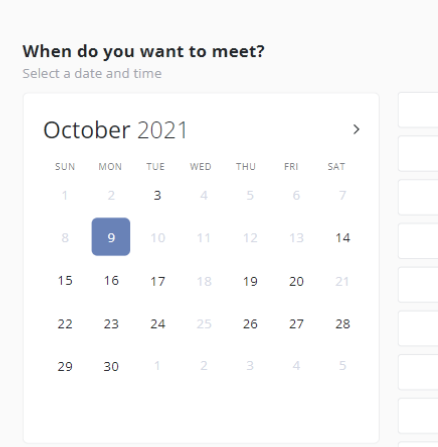 When do you want to meet?
Select a date and time
October 2021
SUN MON TUE WED THU FRI SAT
1 2 3 4 5 6 7
8 9 10 11 12 13 14
15 16 17 18 19 20 21
22 23 24 25 26 27 28
29 30 1 2 3 4 5